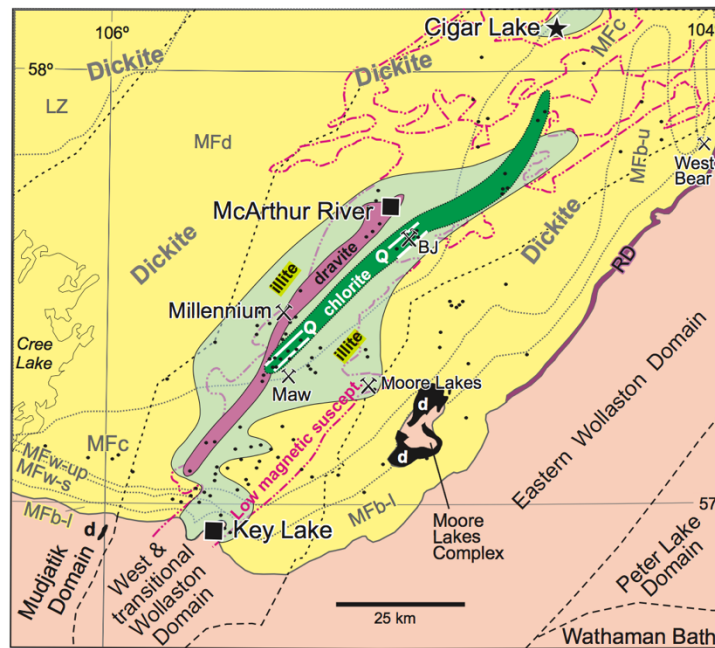 106º
104
58º
Cigar Lake
Dickite
Dickite
MFc
LZ
MFd
MFb-u
West
Bear
McArthur River
Dickite
Dickite
BJ
Q
RD
illite
dravite
chlorite
Millennium
Q
illite
Cree
Lake
Maw
Moore Lakes
Low magnetic suscept.
d
d
MFc
MFw-up
MFw-s
MFb-l
MFb-l
Eastern Wollaston Domain
57
Key Lake
d
Moore
Lakes
Complex
Mudjatik
Domain
West &
transitional
Wollaston
Domain
Peter Lake
Domain
25 km
Wathaman Bath